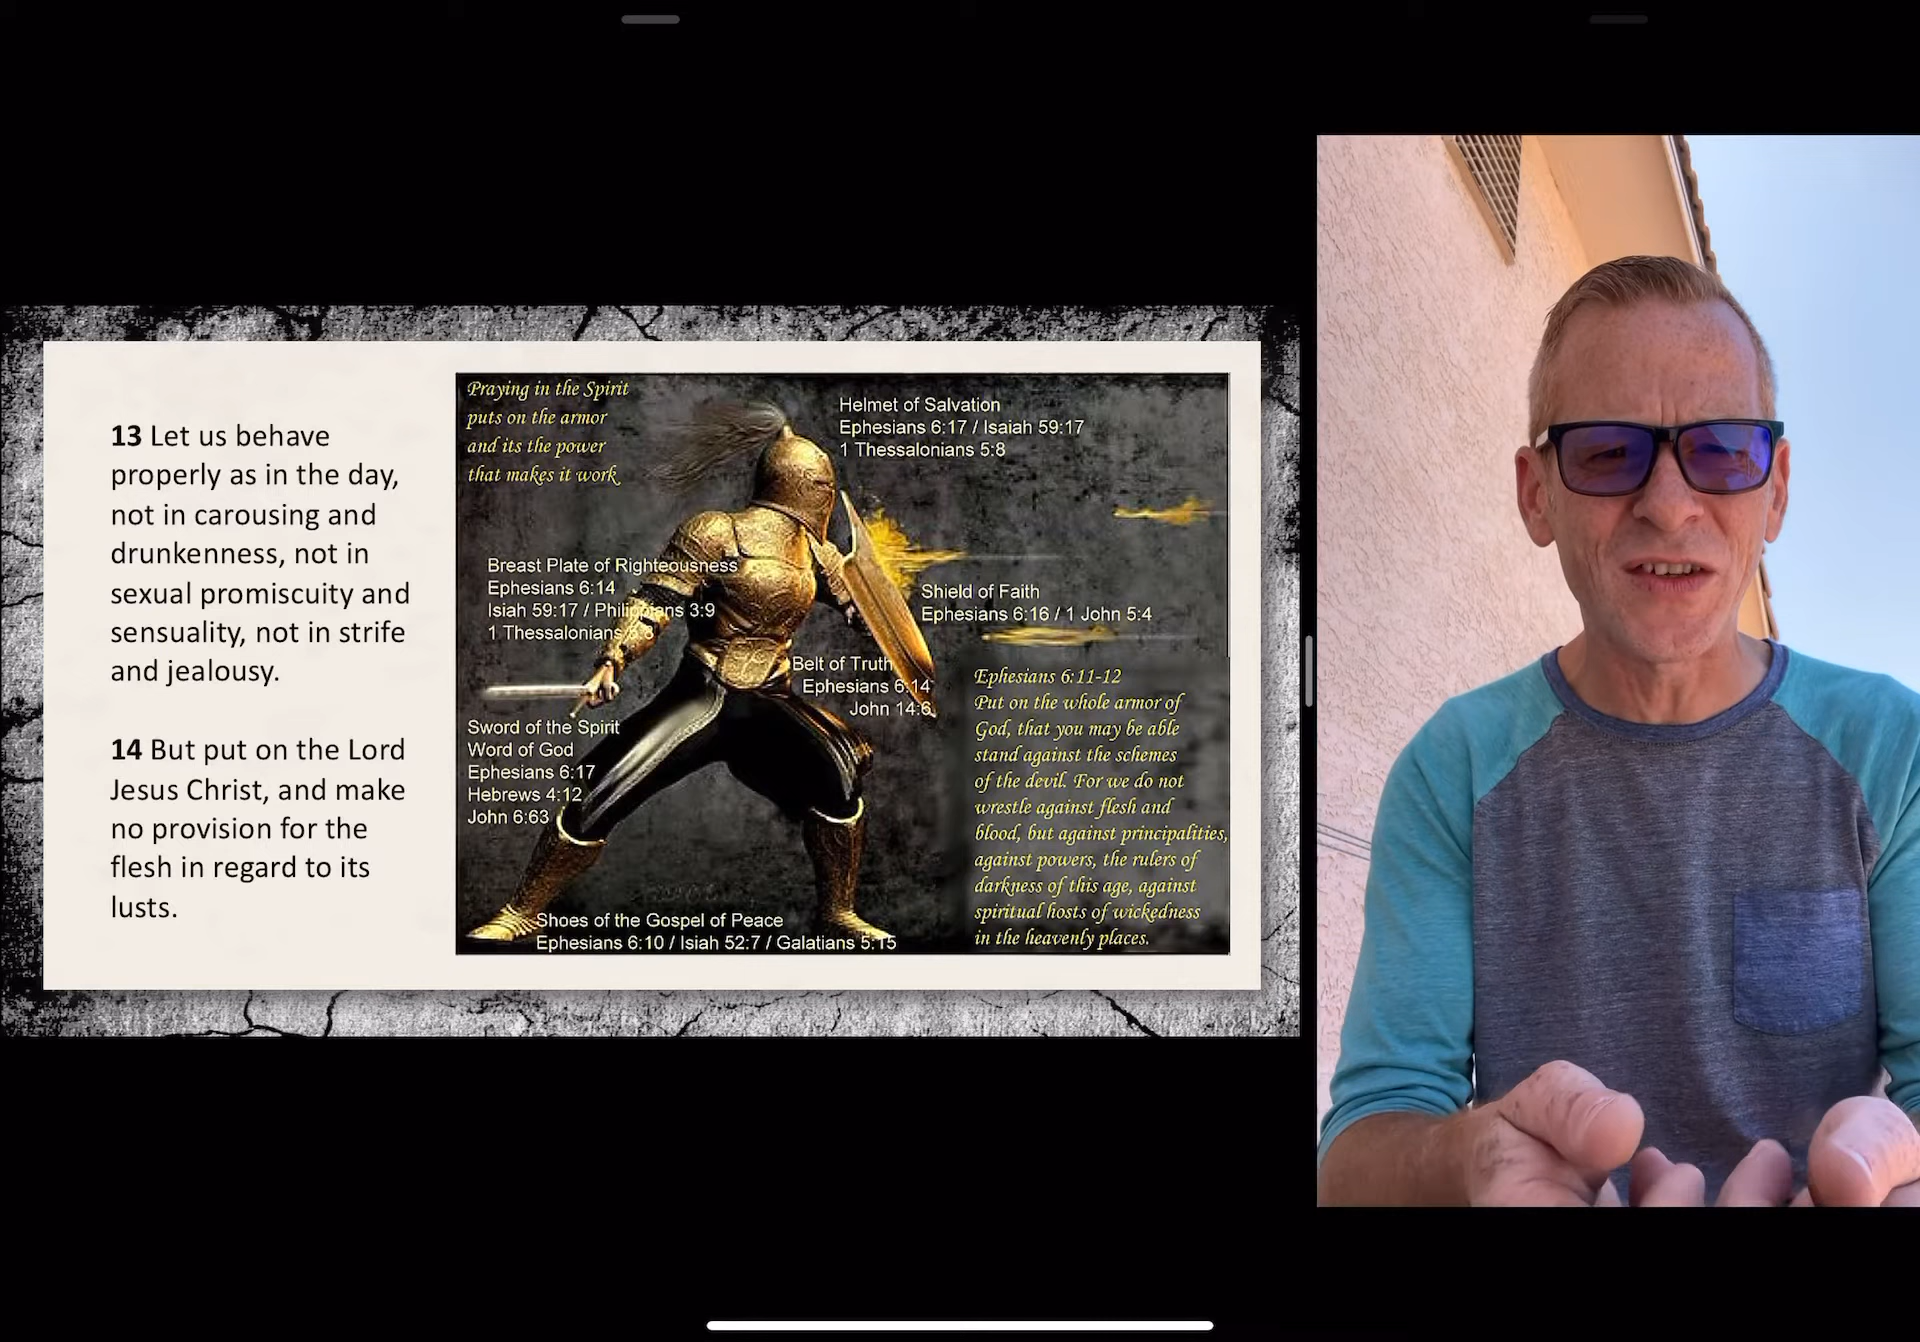 13 Let us behave
properly as in the day,
not in carousing and
drunkenness, not in
sexual promiscuity and
sensuality, not in strife
and jealousy.
14 But put on the Lord
Jesus Christ, and make
no provision for the
flesh in regard to its
lusts.
Praying in the Spirit
puts on the armor
and its the power
that makes it work
Helmet of Salvation
Ephesians 6:17 / Isaiah 59:17
1 Thessalonians 5:8
Breast Plate of Righteousness
Ephesians 6:14
Isiah 59:17 / Philippians 3:9
1 Thessalonians 5:8
Shield of Faith
Ephesians 6:16 / 1 John 5:4
Belt of Truth
Ephesians 6:14
John 14:6
Sword of the Spirit
Word of God
Ephesians 6:17
Hebrews 4:12
John 6:63
Ephesians 6:11-12
Put on the whole armor of
God, that you may be able
stand against the schemes
of the devil. For we do not
wrestle against flesh and
blood, but against principalities,
against powers, the rulers of
darkness of this age, against
spiritual hosts of wickedness
in the heavenly places.
Shoes of the Gospel of Peace
Ephesians 6:10 / Isiah 52:7 / Galatians 5:15